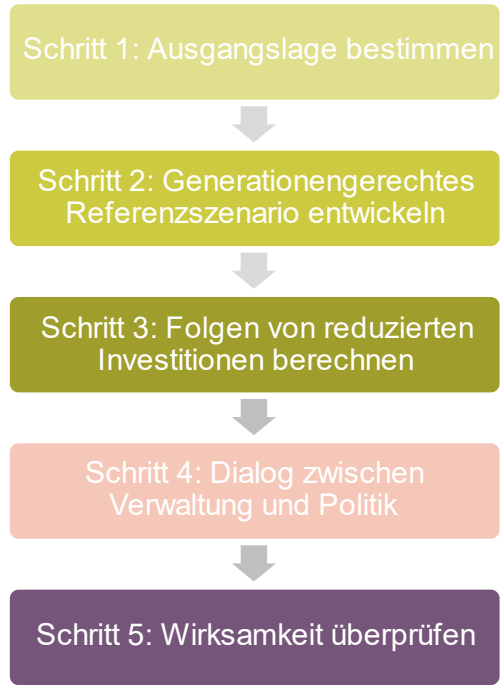 Schritt 1: Ausgangslage bestimmen
Schritt 2: Generationengerechtes
Referenzszenario entwickeln
Schritt 3: Folgen von reduzierten
Investitionen berechnen
Schritt 4: Dialog zwischen
Verwaltung und Politik
Schritt 5: Wirksamkeit überprüfen